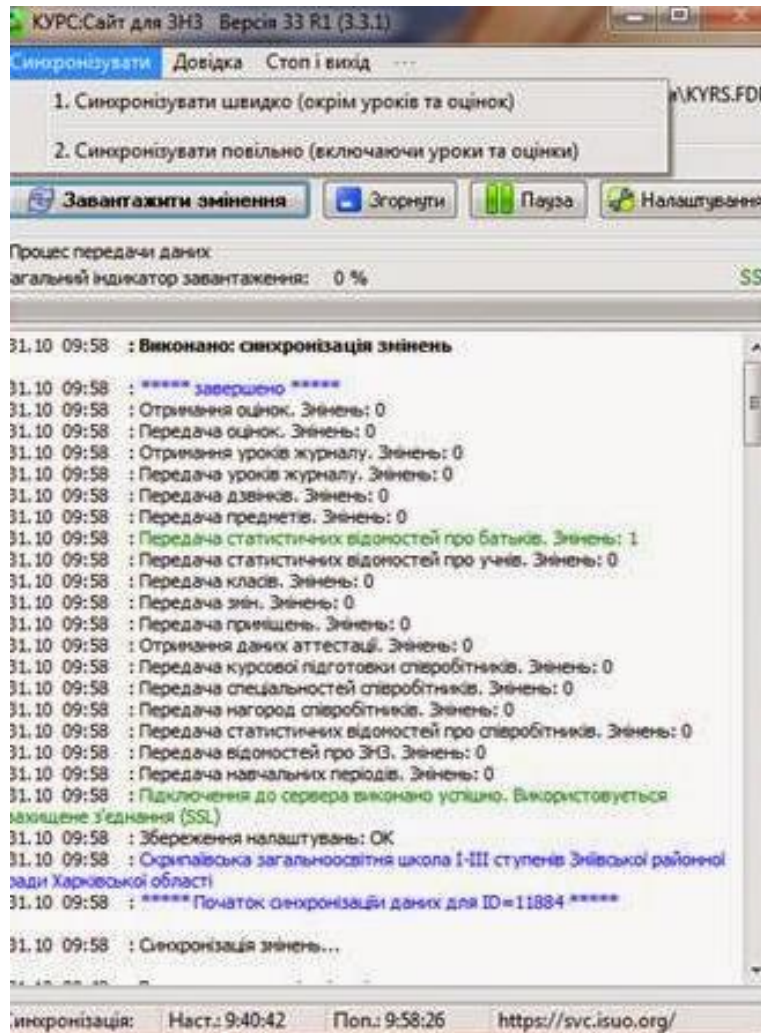 КУРС:Сайт для ЗНЗ Версія 33 R1 (3.3.1)
Синхронізувати Довідка Стоп і вихід ...
1. Синхронізувати швидко (окрім уроків та оцінок)
и\KYRS.FDB
2. Синхронізувати повільно (включаючи уроки та оцінки)
Завантажити змінення Згорнути Пауза Налаштування
Процес передачи даних
агальний індикатор завантаження: 0 % SS
31.10 09:58 : Виконано: синхронізація змінень
31.10 09:58 : ***** завершено *****
31.10 09:58 : Отримання оцінок. Змінень: 0
31.10 09:58 : Передача оцінок. Змінень: 0
31.10 09:58 : Отримання уроків журналу. Змінень: 0
31.10 09:58 : Передача уроків журналу. Змінень: 0
31.10 09:58 : Передача дзвінків. Змінень: 0
31.10 09:58 : Передача предметів. Змінень: 0
31.10 09:58 : Передача статистичних відомостей про батьків. Змінень: 1
31.10 09:58 : Передача статистичних відомостей про учнів. Змінень: 0
31.10 09:58 : Передача класів. Змінень: 0
31.10 09:58 : Передача змін. Змінень: 0
31.10 09:58 : Передача приміщень. Змінень: 0
31.10 09:58 : Отримання даних аттестації. Змінень: 0
31.10 09:58 : Передача курсової підготовки співробітників. Змінень: 0
31.10 09:58 : Передача спеціальностей співробітників. Змінень: 0
31.10 09:58 : Передача нагород співробітників. Змінень: 0
31.10 09:58 : Передача статистичних відомостей про співробітників. Змінень: 0
31.10 09:58 : Передача відомостей про ЗНЗ. Змінень: 0
31.10 09:58 : Передача навчальних періодів. Змінень: 0
31.10 09:58 : Підключення до сервера виконано успішно. Використовується
захищене з'єднання (SSL)
31.10 09:58 : Збереження налаштувань: OK
31.10 09:58 : Скрипаївська загальноосвітня школа I-III ступенів Зміївської районної
ради Харківської області
31.10 09:58 : ***** Початок синхронізаціїи даних для ID=11884 *****
31.10 09:58 : Синхронізація змінень...
инхронізація: Наст.: 9:40:42 Поп.: 9:58:26 https://svc.isuo.org/